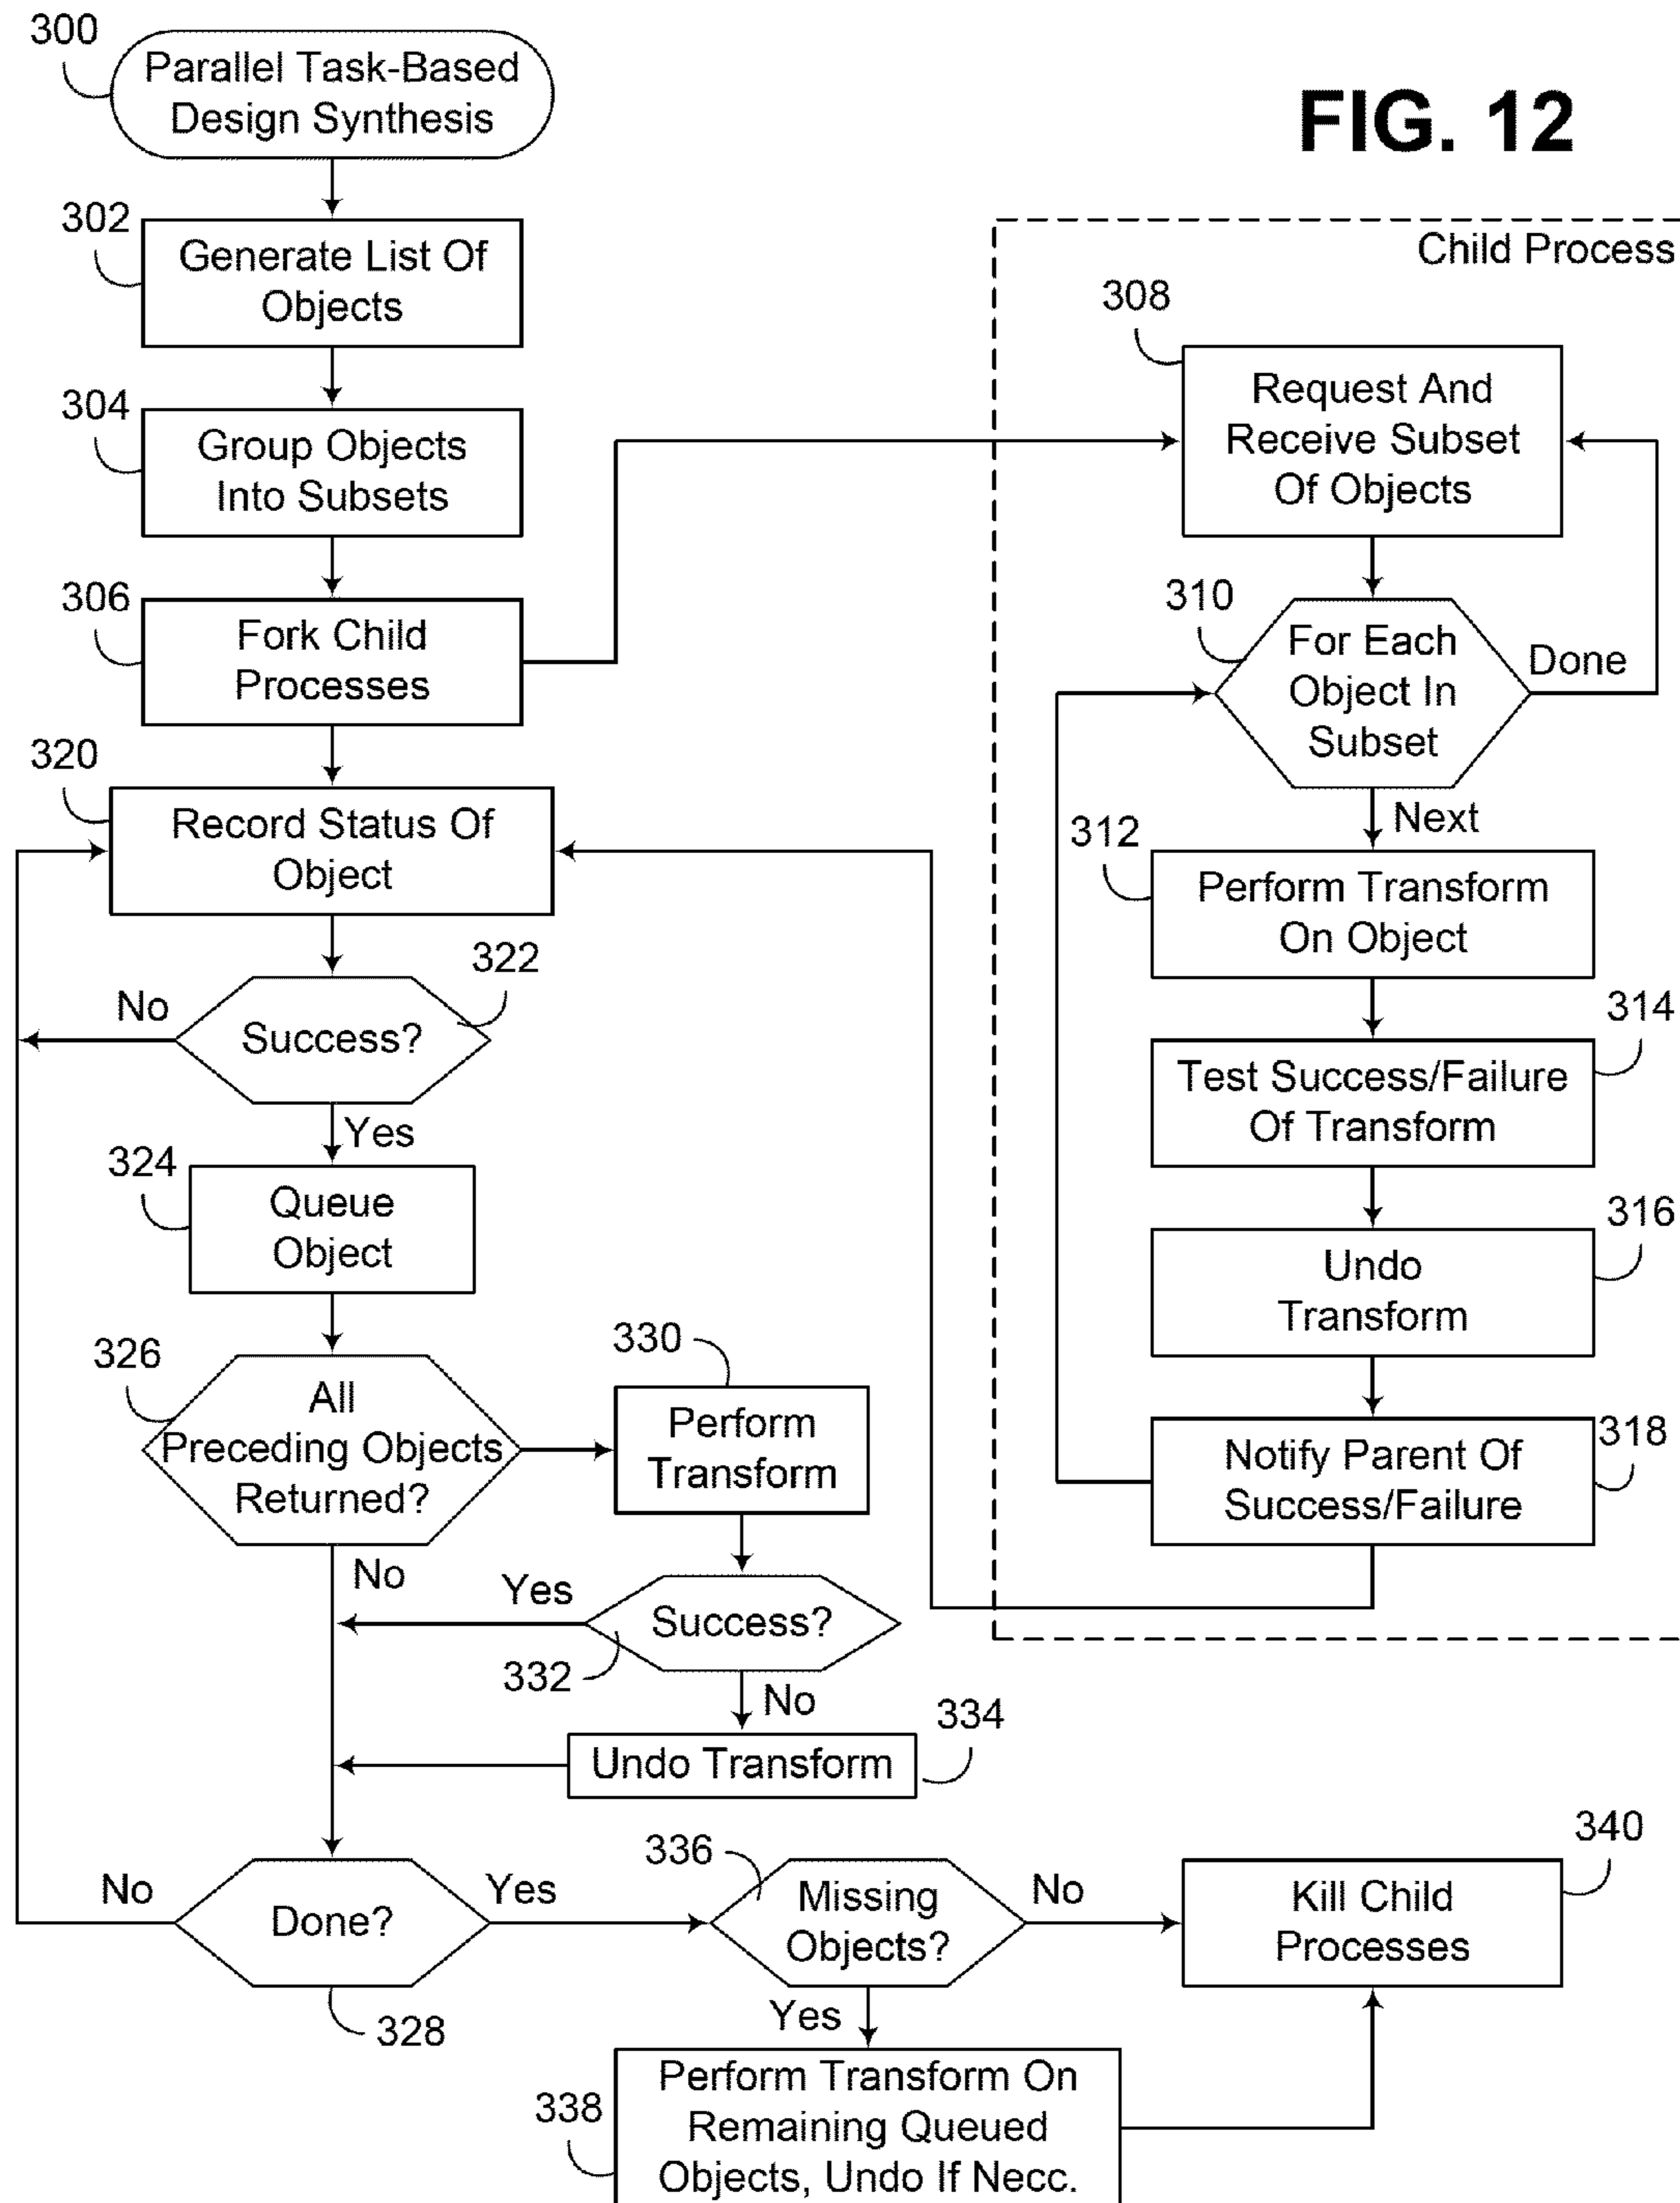 300
Parallel Task-Based
Design Synthesis
FIG. 12
302
Generate List Of
Objects
304
Group Objects
Into Subsets
306
Fork Child
Processes
Child Process
308
Request And
Receive Subset
Of Objects
310
For Each
Object In
Subset
Done
Next
312
Perform Transform
On Object
314
Test Success/Failure
Of Transform
316
Undo
Transform
318
Notify Parent Of
Success/Failure
320
Record Status Of
Object
322
Success?
No
Yes
324
Queue
Object
326
All
Preceding Objects
Returned?
No
330
Perform
Transform
332
Success?
Yes
No
334
Undo Transform
328
Done?
No
Yes
336
Missing
Objects?
No
Yes
338
Perform Transform On
Remaining Queued
Objects, Undo If Necc.
340
Kill Child
Processes